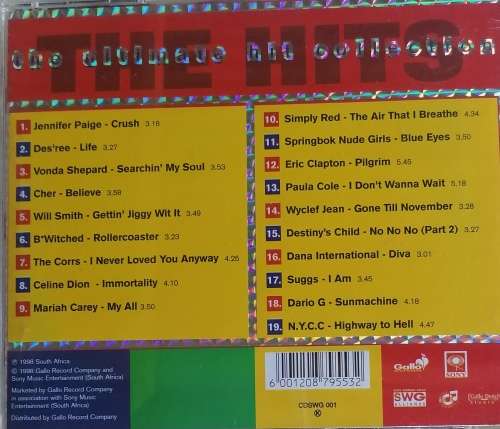 THE HITS
the ultimate hit collection
1. Jennifer Paige - Crush 3.18
2. Des'ree - Life 3.27
3. Vonda Shepard - Searchin' My Soul 3.53
4. Cher - Believe 3.58
5. Will Smith - Gettin' Jiggy Wit It 3.49
6. B*Witched - Rollercoaster 3.23
7. The Corrs - I Never Loved You Anyway 4.25
8. Celine Dion - Immortality 4.10
9. Mariah Carey - My All 3.50
10. Simply Red - The Air That I Breathe 4.34
11. Springbok Nude Girls - Blue Eyes 3.50
12. Eric Clapton - Pilgrim 5.45
13. Paula Cole - I Don't Wanna Wait 5.18
14. Wyclef Jean - Gone Till November 3.28
15. Destiny's Child - No No No (Part 2) 3.27
16. Dana International - Diva 3.01
17. Suggs - I Am 3.45
18. Dario G - Sunmachine 4.18
19. N.Y.C.C - Highway to Hell 4.47
℗ 1998 South Africa
© 1998 Gallo Record Company and
Sony Music Entertainment (South Africa)
Marketed by Gallo Record Company
in association with Sony Music
Entertainment (South Africa)
Distributed by Gallo Record Company
6 001208 795532
CDSWG 001
Gallo
SONY
SWG
ALLIANCE